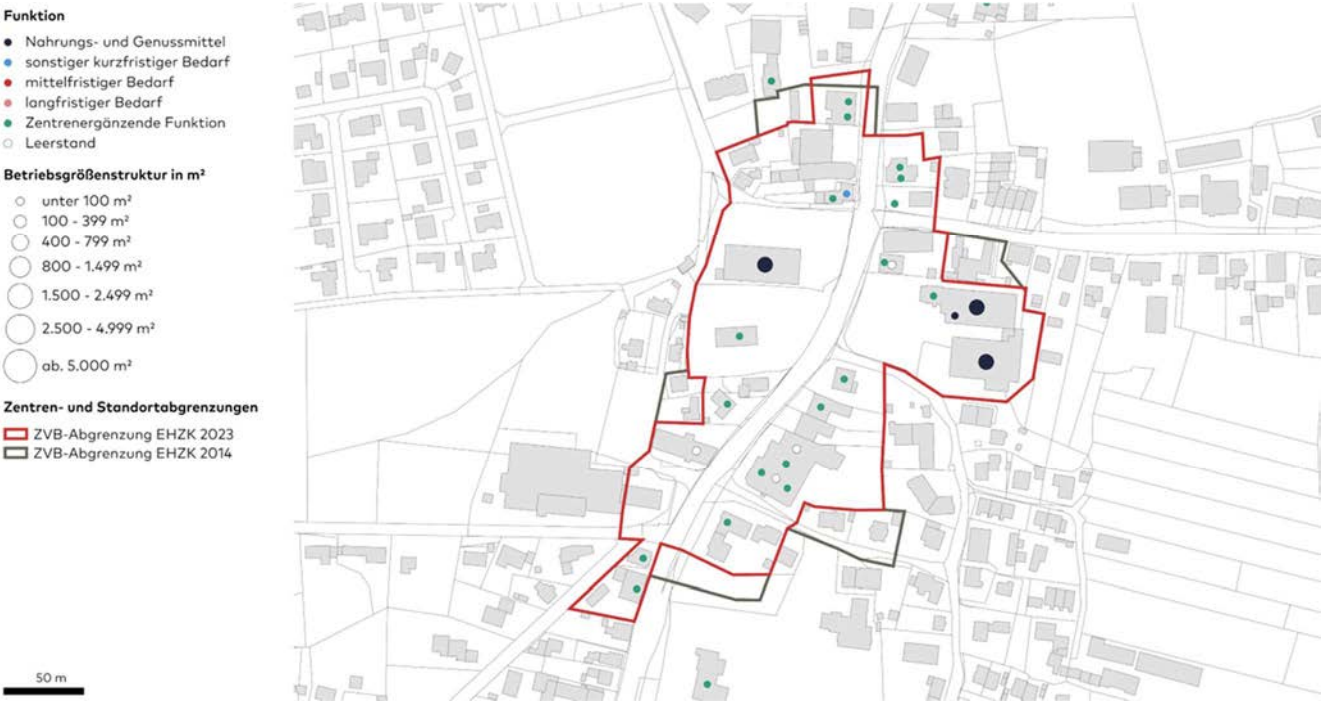 Funktion
Nahrungs- und Genussmittel
sonstiger kurzfristiger Bedarf
mittelfristiger Bedarf
langfristiger Bedarf
Zentrenergänzende Funktion
Leerstand
Betriebsgrößenstruktur in m²
unter 100 m²
100 - 399 m²
400 - 799 m²
800 - 1.499 m²
1.500 - 2.499 m²
2.500 - 4.999 m²
ab. 5.000 m²
Zentren- und Standortabgrenzungen
ZVB-Abgrenzung EHZK 2023
ZVB-Abgrenzung EHZK 2014
50 m